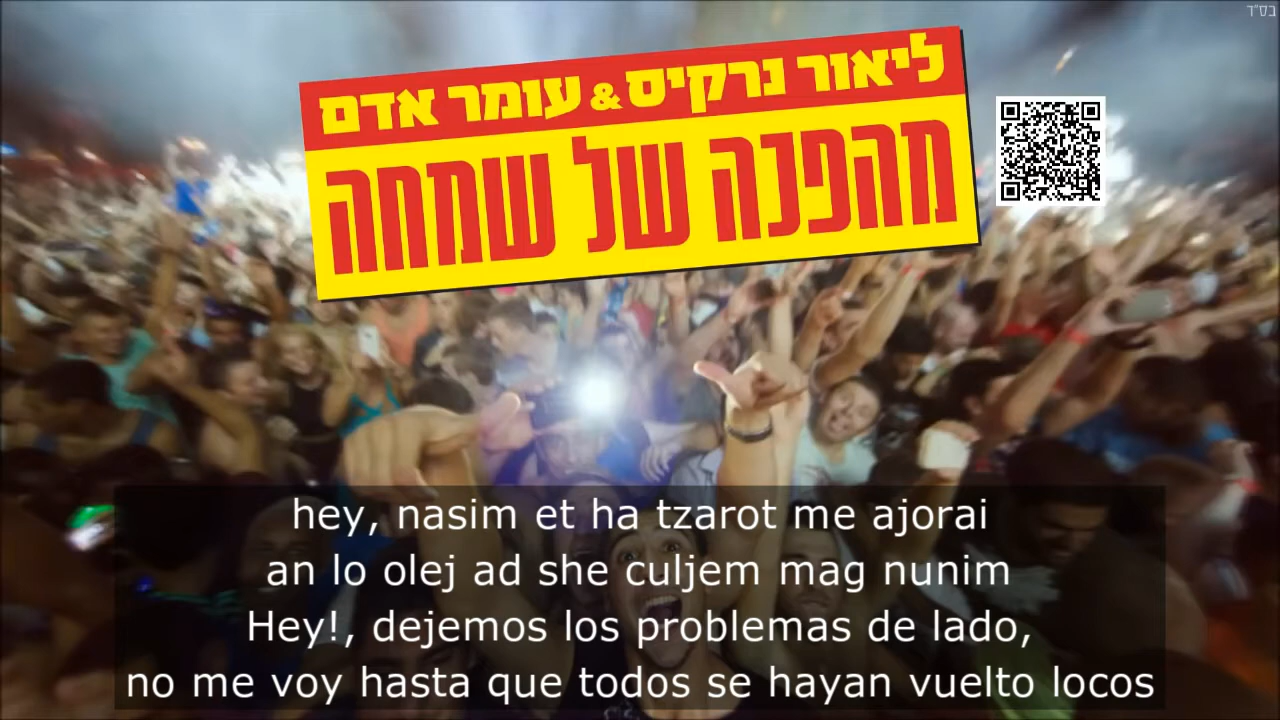 בס"ד
ליאור נרקיס & עומר אדם
מהפכה של שמחה
hey, nasim et ha tzarot me ajorai
an lo olej ad she culjem mag nunim
Hey!, dejemos los problemas de lado,
no me voy hasta que todos se hayan vuelto locos